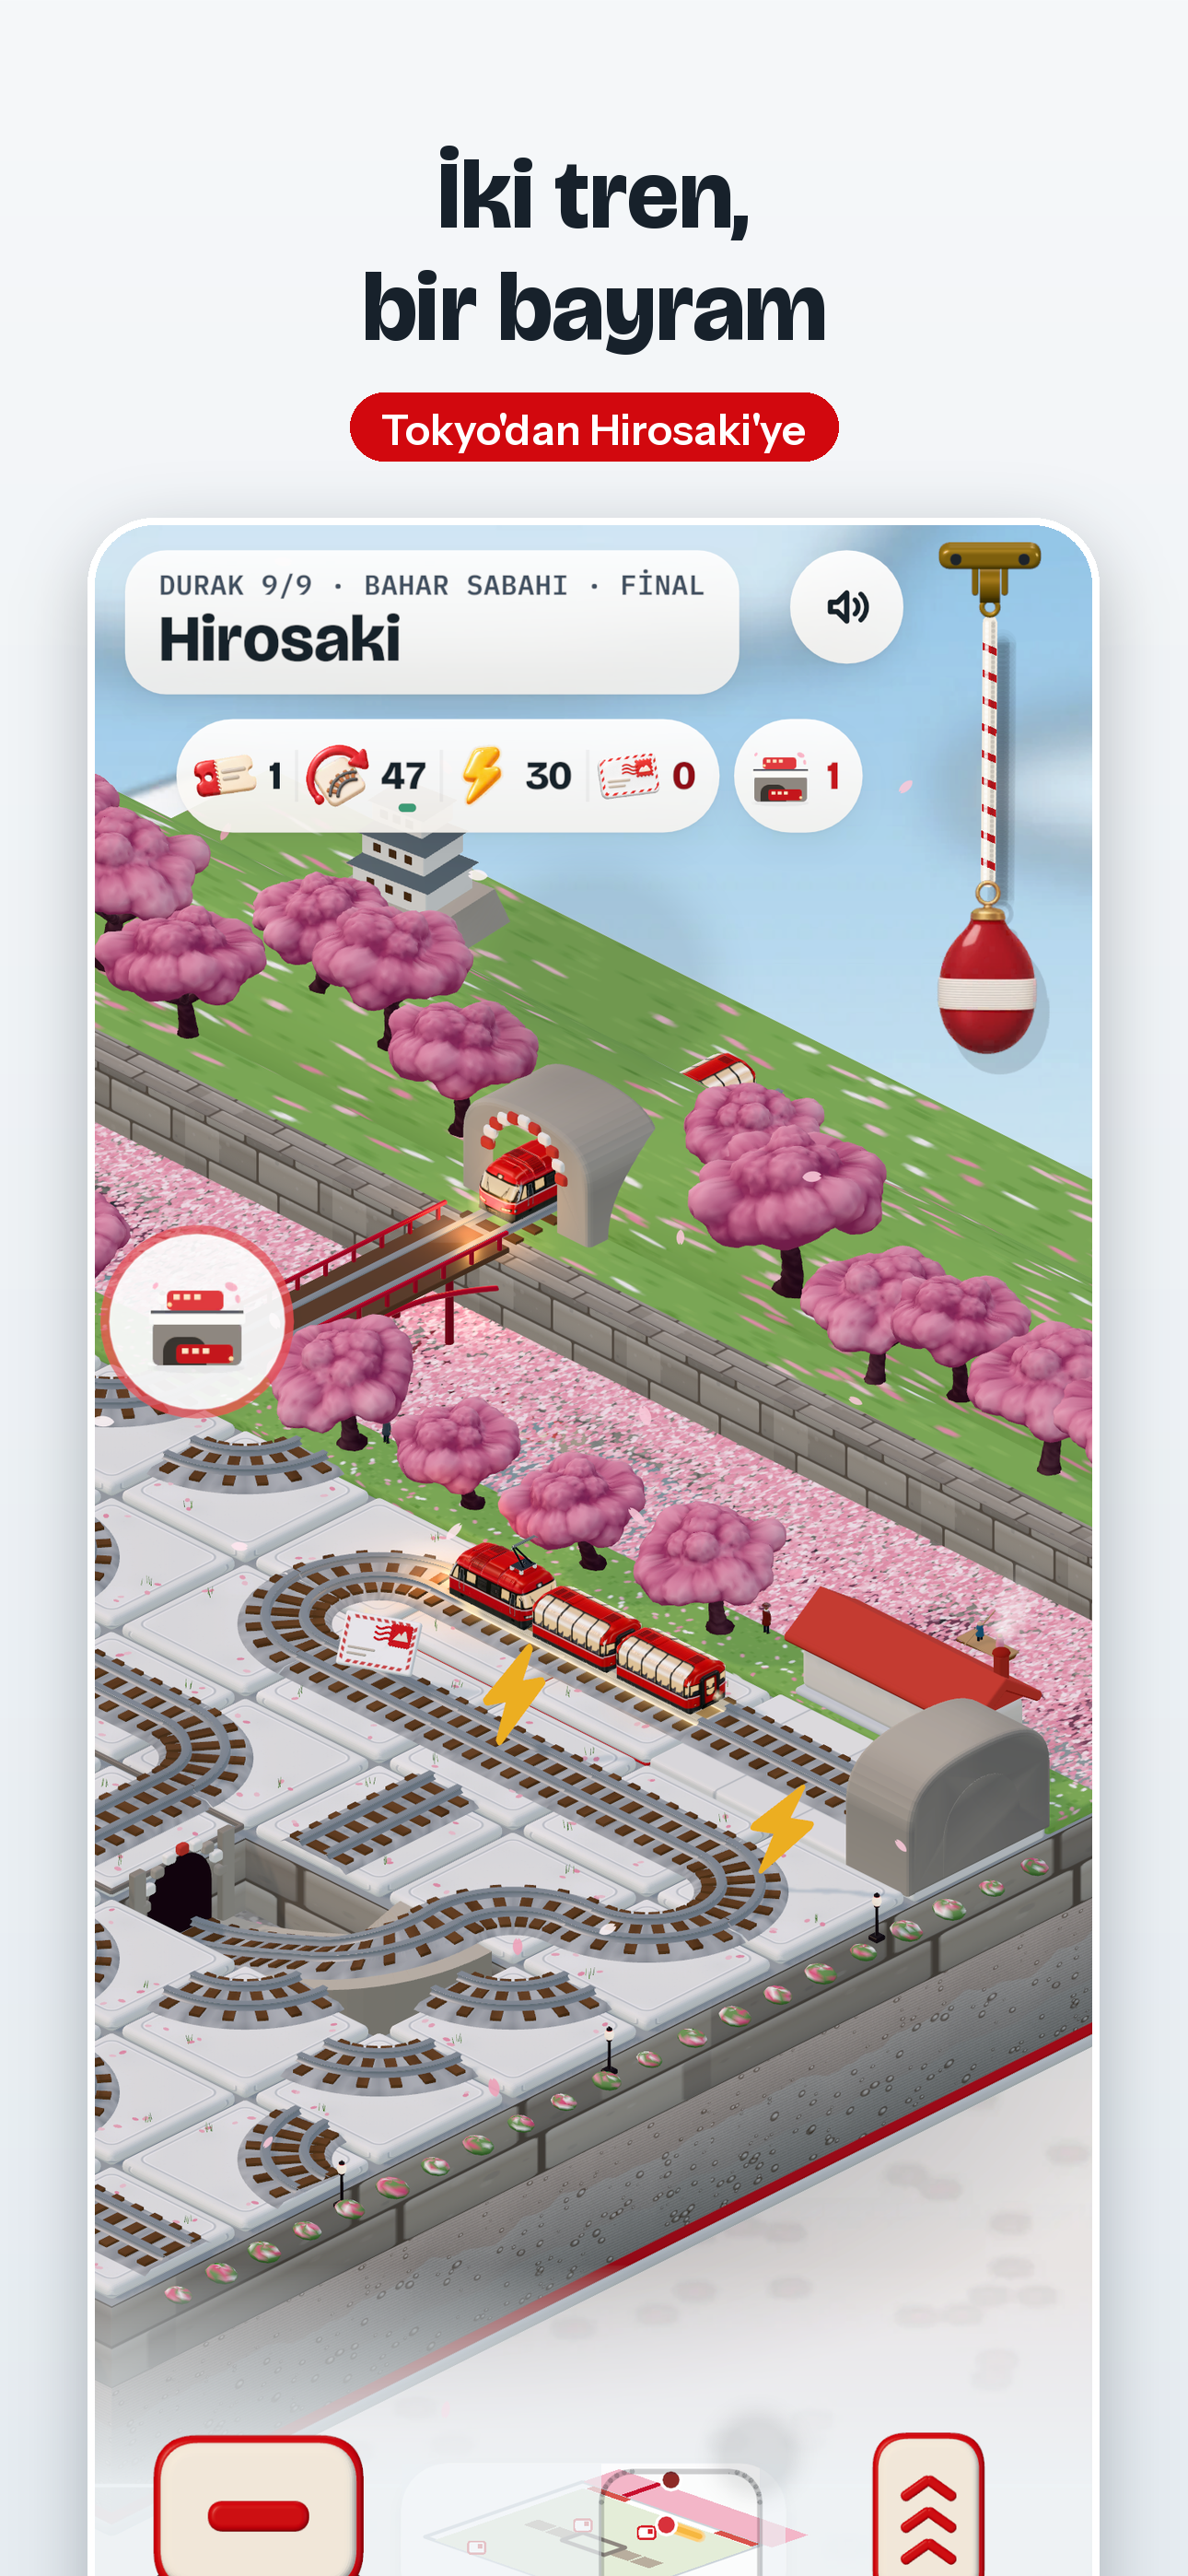 İki tren,
bir bayram
Tokyo'dan Hirosaki'ye
DURAK 9/9 · BAHAR SABAHI · FİNAL
Hirosaki
1 47 30 0 1